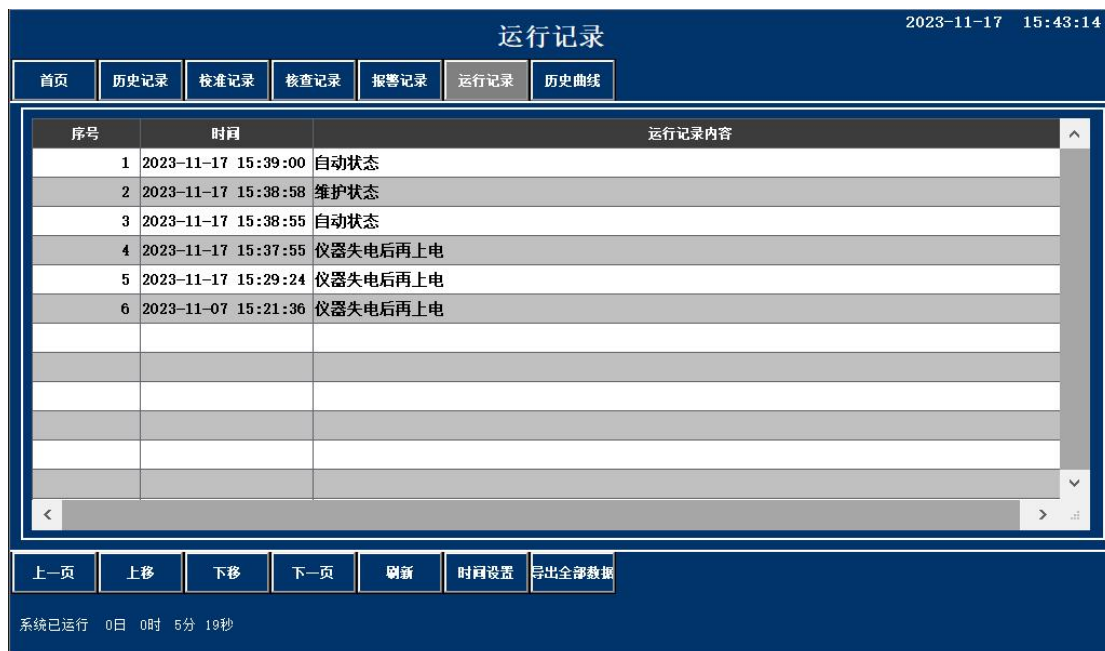 运行记录
2023-11-17 15:43:14
首页 历史记录 校准记录 核查记录 报警记录 运行记录 历史曲线
序号 时间 运行记录内容
1 2023-11-17 15:39:00 自动状态
2 2023-11-17 15:38:58 维护状态
3 2023-11-17 15:38:55 自动状态
4 2023-11-17 15:37:55 仪器失电后再上电
5 2023-11-17 15:29:24 仪器失电后再上电
6 2023-11-07 15:21:36 仪器失电后再上电
上一页 上移 下移 下一页 刷新 时间设置 导出全部数据
系统已运行 0日 0时 5分 19秒